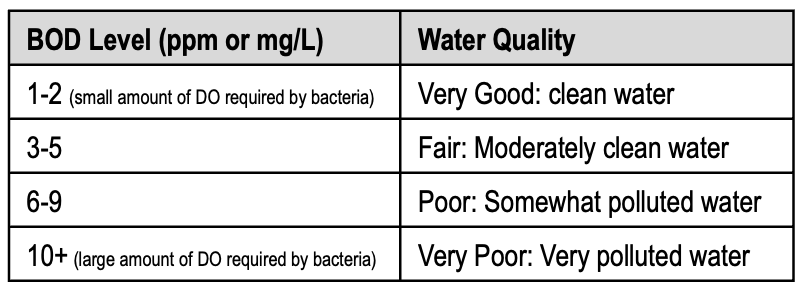 BOD Level (ppm or mg/L) Water Quality
1-2 (small amount of DO required by bacteria) Very Good: clean water
3-5 Fair: Moderately clean water
6-9 Poor: Somewhat polluted water
10+ (large amount of DO required by bacteria) Very Poor: Very polluted water